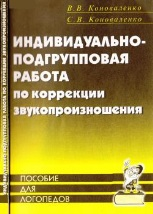 В.В. Коноваленко
С.В. Коноваленко
ИНДИВИДУАЛЬНО-
ПОДГРУППОВАЯ
РАБОТА
ПО КОРРЕКЦИИ
ЗВУКОПРОИЗНОШЕНИЯ
ПОСОБИЕ
ДЛЯ
ЛОГОПЕДОВ